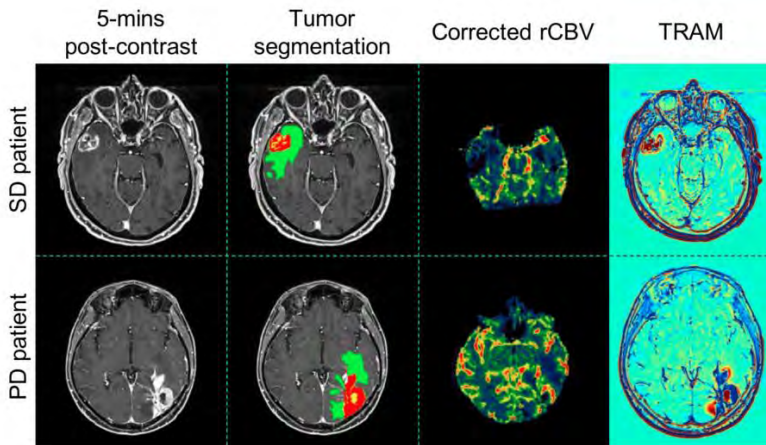 5-mins
post-contrast
Tumor
segmentation
Corrected rCBV
TRAM
SD patient
PD patient